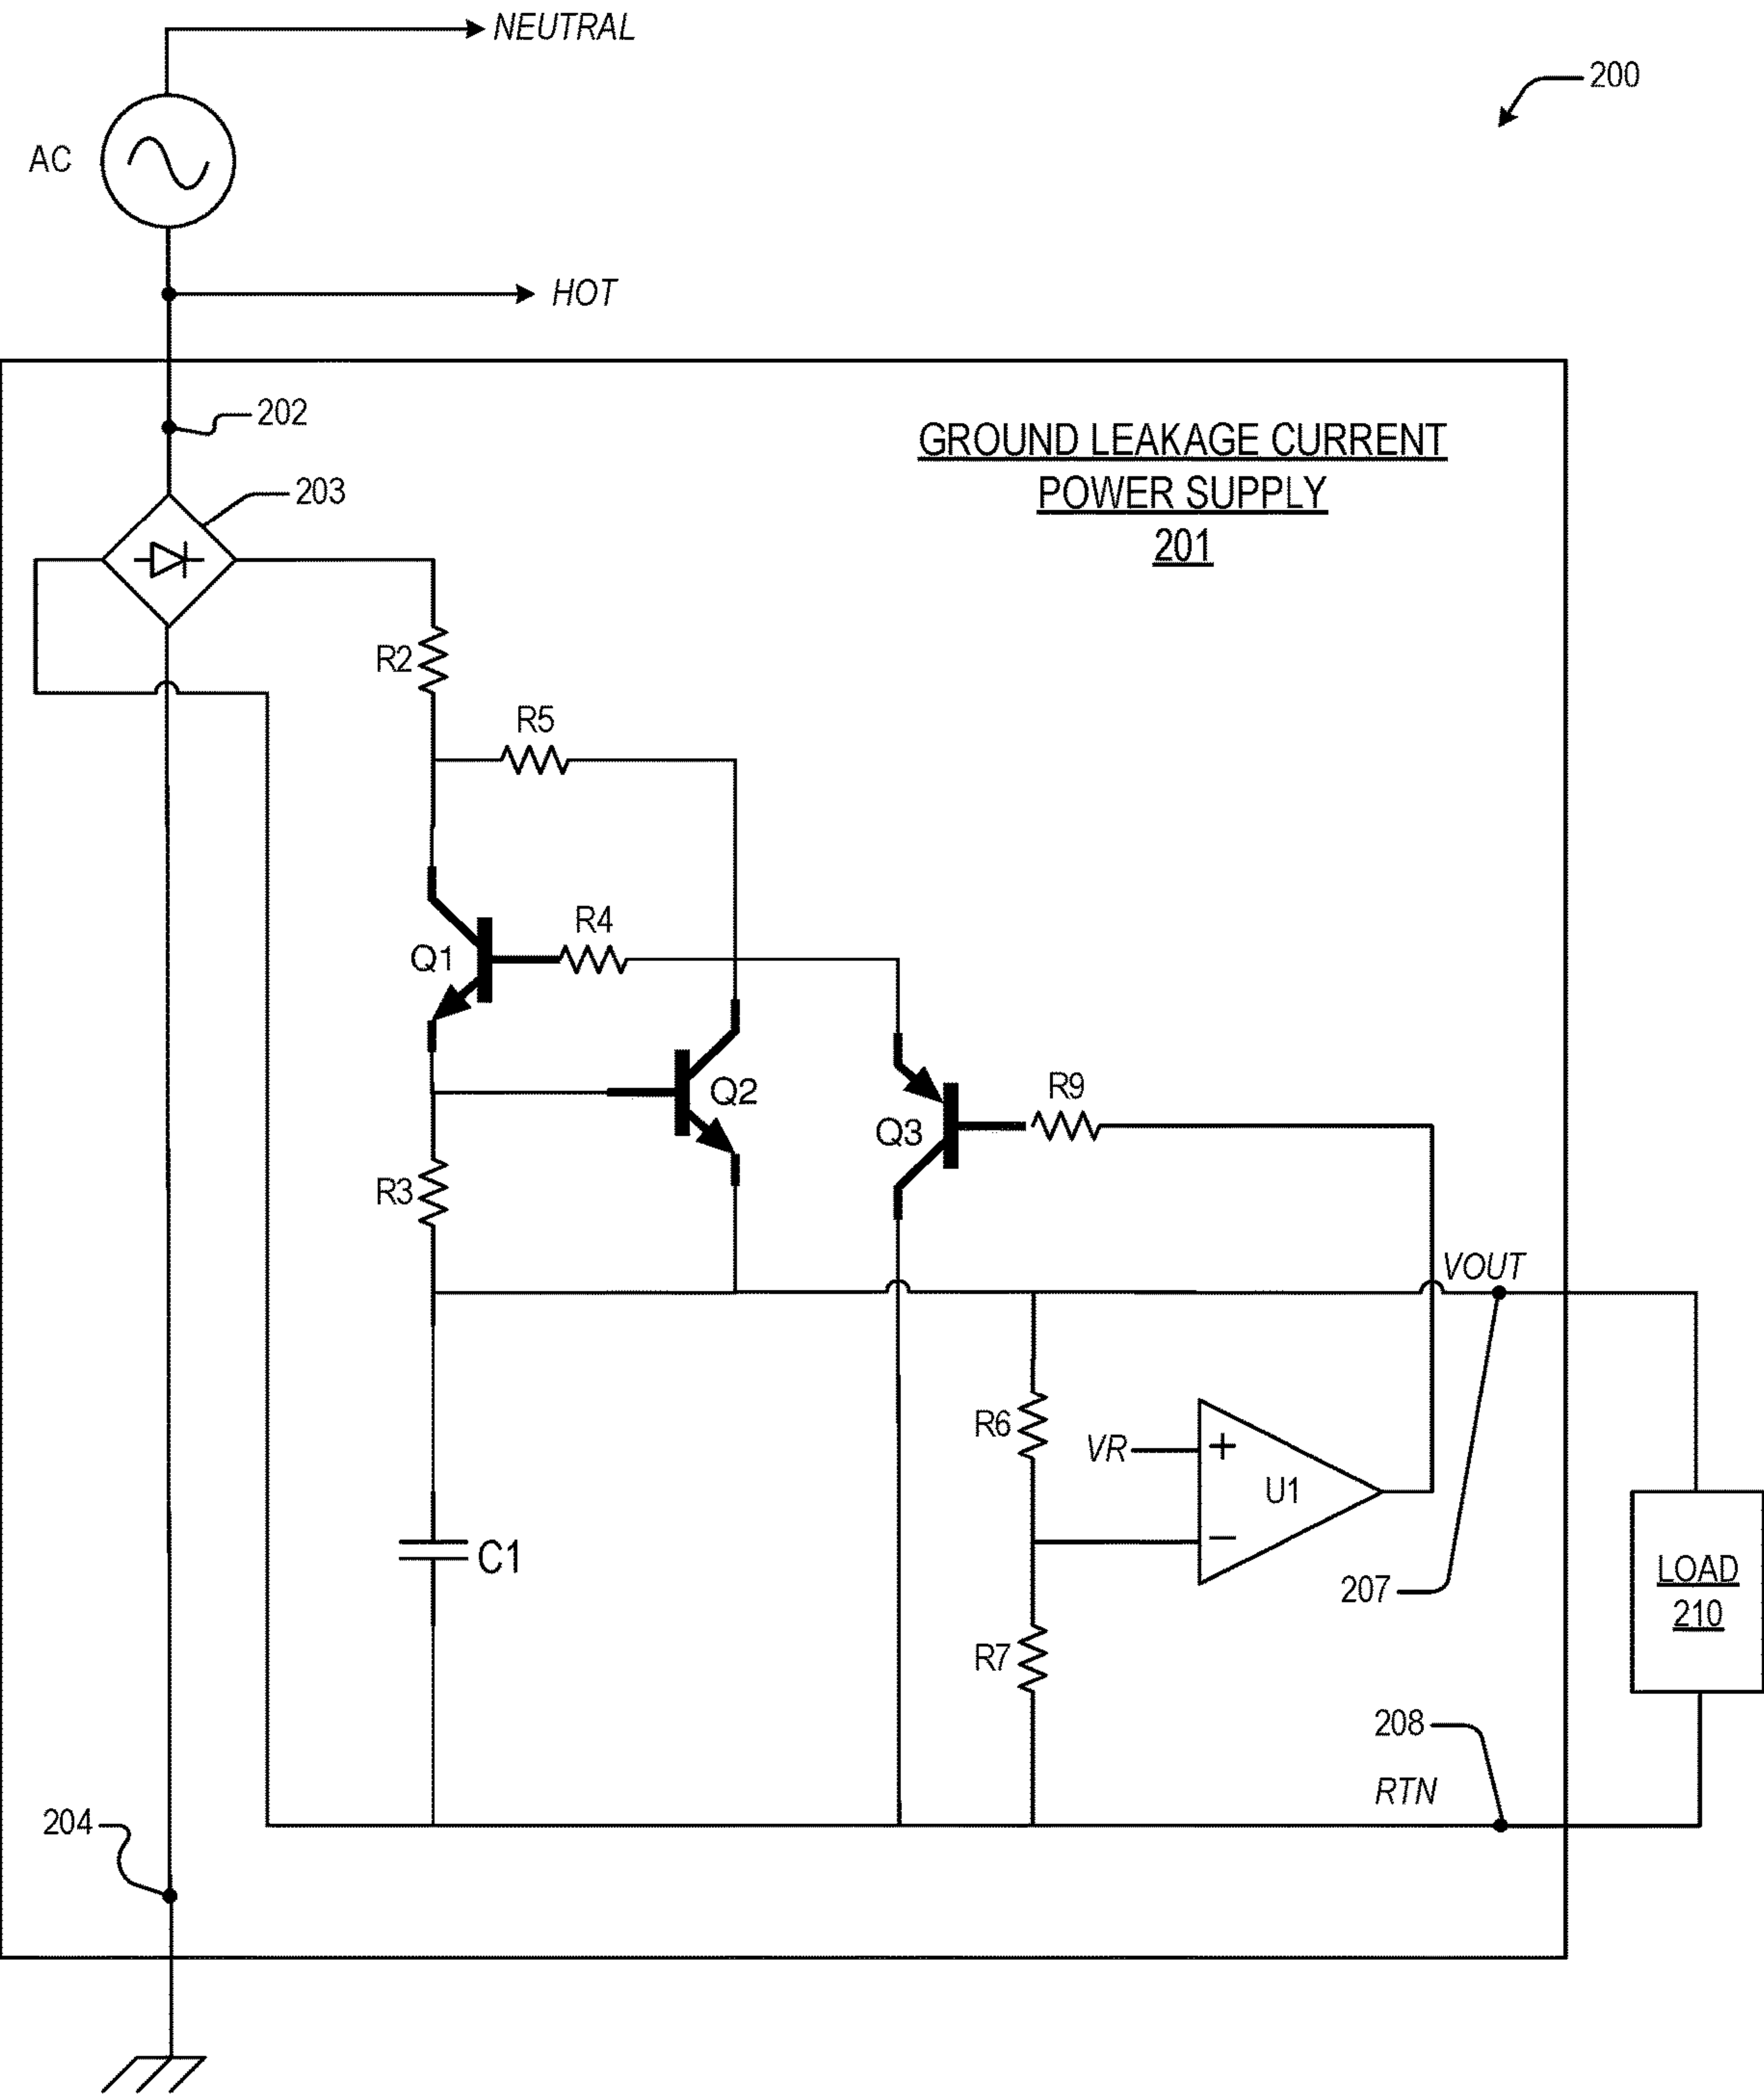 NEUTRAL
200
AC
HOT
202
GROUND LEAKAGE CURRENT
POWER SUPPLY
201
203
R2
R5
R4
Q1
Q2
R9
Q3
R3
VOUT
R6
VR
+
U1
−
C1
LOAD
210
207
R7
208
RTN
204